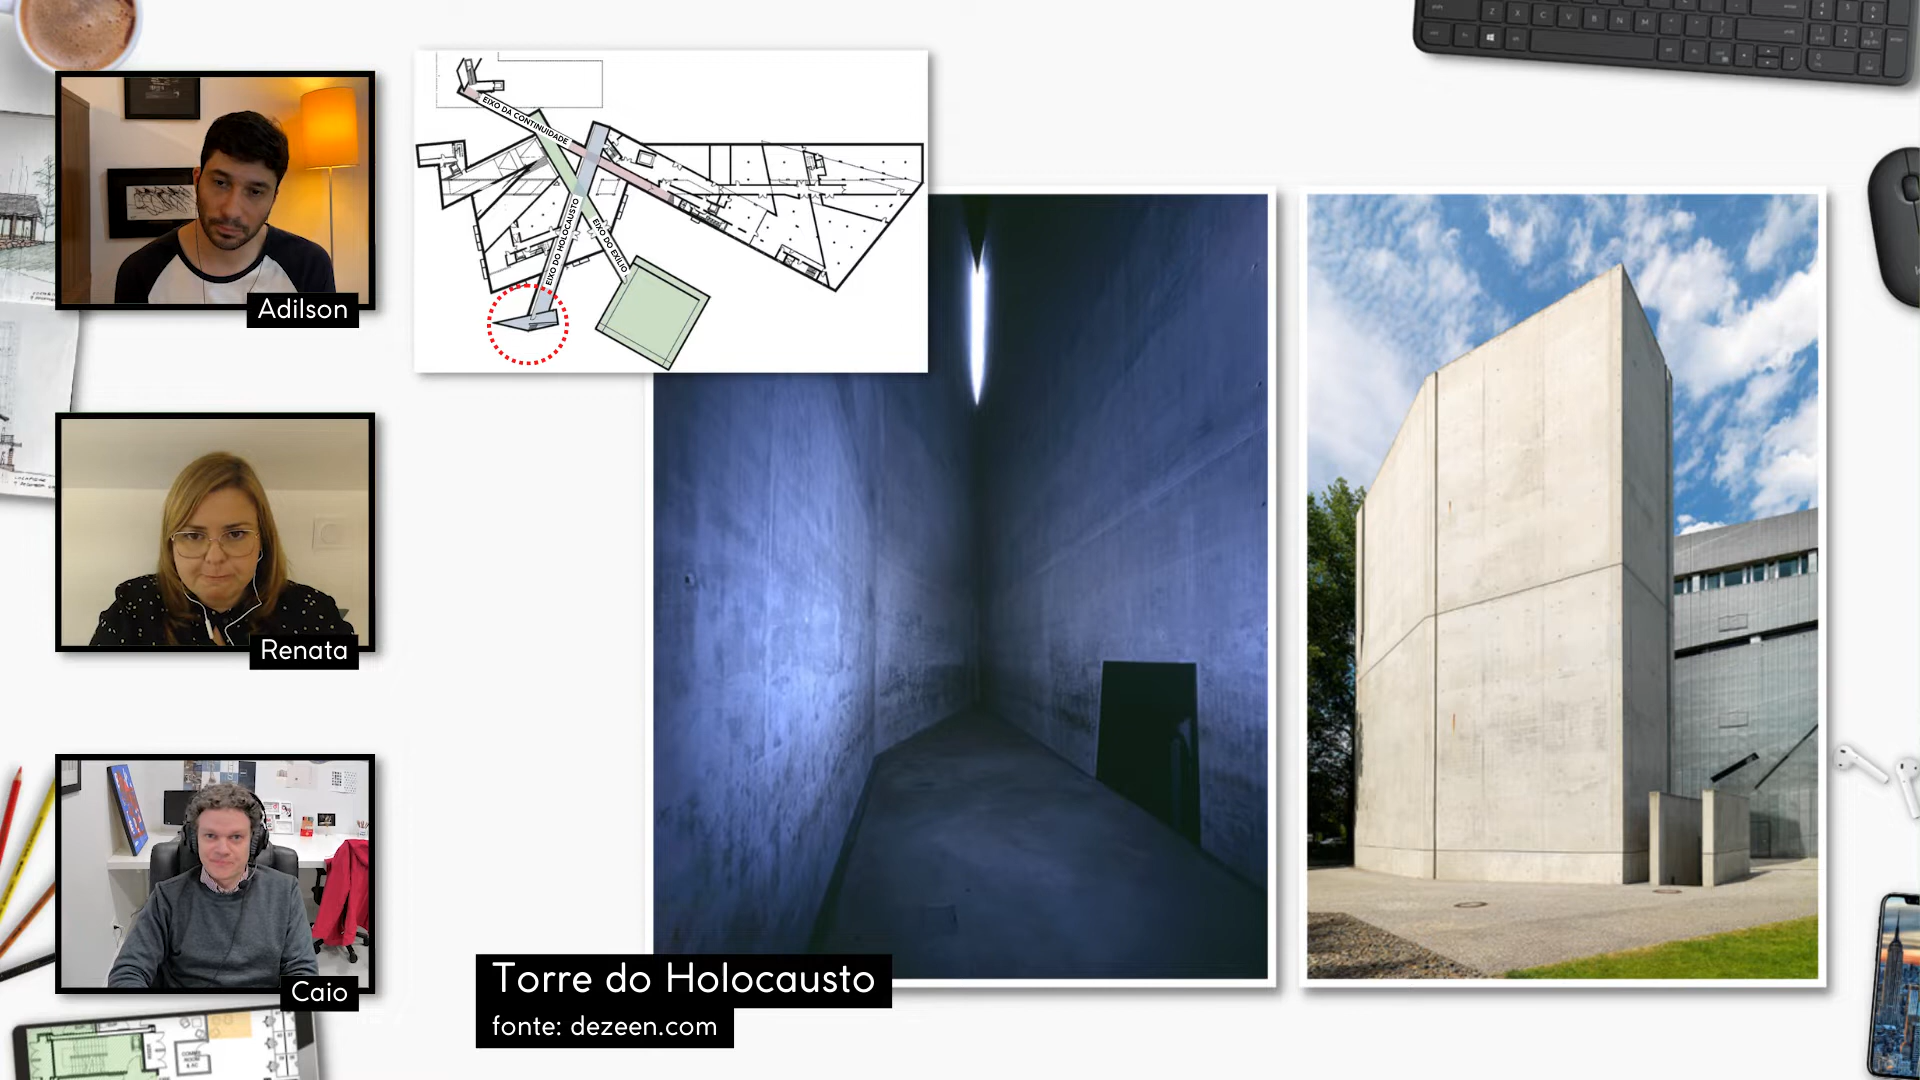 Adilson
Renata
Caio
EIXO DA CONTINUIDADE
EIXO DO HOLOCAUSTO
EIXO DO EXÍLIO
Torre do Holocausto
fonte: dezeen.com